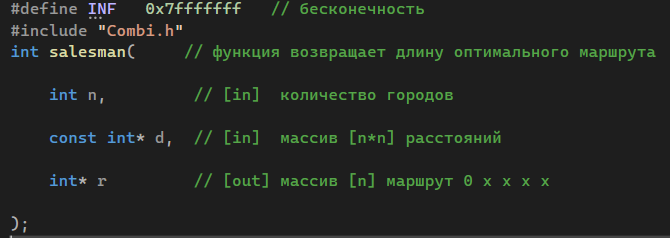 #define INF   0x7fffffff   // бесконечность
#include "Combi.h"
int salesman(     // функция возвращает длину оптимального маршрута
int n,         // [in]  количество городов
const int* d,  // [in]  массив [n*n] расстояний
int* r         // [out] массив [n] маршрут 0 x x x x
);